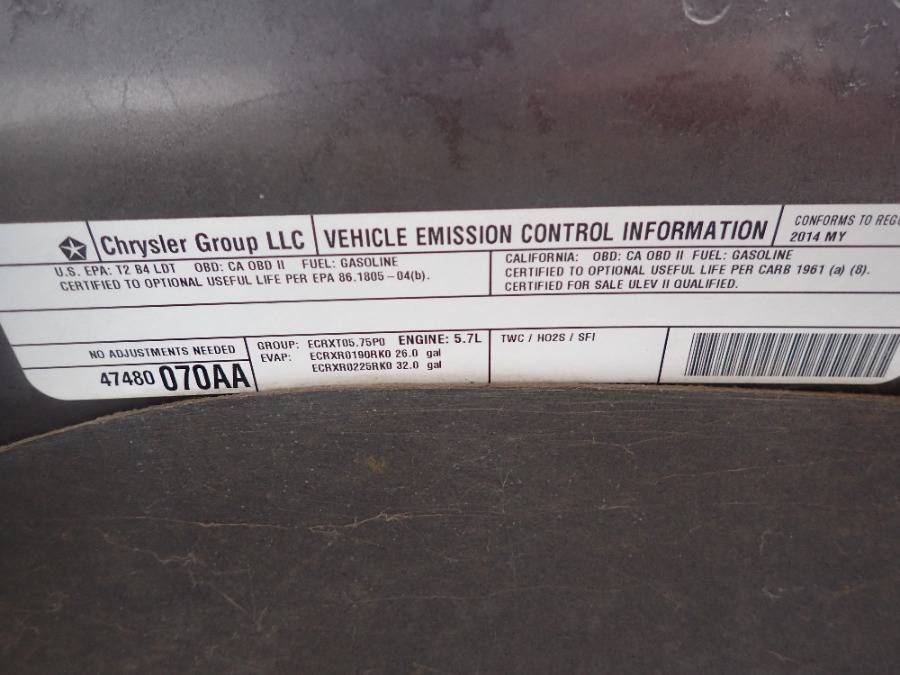 Chrysler Group LLC
VEHICLE EMISSION CONTROL INFORMATION
CONFORMS TO
2014 MY
U.S. EPA: T2 B4 LDT OBD: CA OBD II FUEL: GASOLINE
CERTIFIED TO OPTIONAL USEFUL LIFE PER EPA 86.1805-04(b).
CALIFORNIA: OBD: CA OBD II FUEL: GASOLINE
CERTIFIED TO OPTIONAL USEFUL LIFE PER CARB 1961 (a) (8).
CERTIFIED FOR SALE ULEV II QUALIFIED.
NO ADJUSTMENTS NEEDED
47480 070AA
GROUP: ECRXT05.75P0 ENGINE: 5.7L
EVAP: ECRXR0190RK0 26.0 gal
ECRXR0225RK0 32.0 gal
TWC / HO2S / SFI